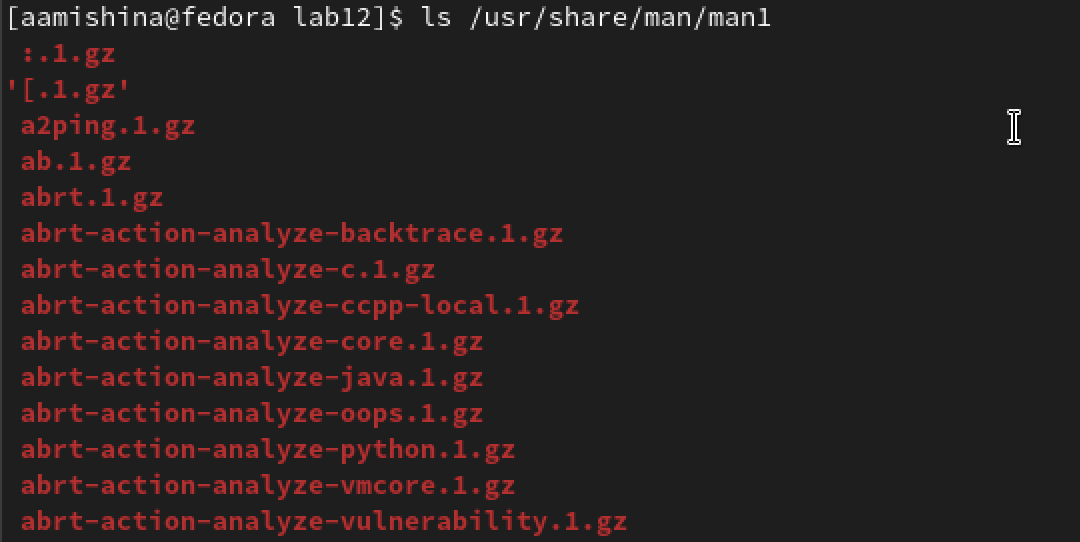 [aamishina@fedora lab12]$ ls /usr/share/man/man1
:.1.gz
'[.1.gz'
a2ping.1.gz
ab.1.gz
abrt.1.gz
abrt-action-analyze-backtrace.1.gz
abrt-action-analyze-c.1.gz
abrt-action-analyze-ccpp-local.1.gz
abrt-action-analyze-core.1.gz
abrt-action-analyze-java.1.gz
abrt-action-analyze-oops.1.gz
abrt-action-analyze-python.1.gz
abrt-action-analyze-vmcore.1.gz
abrt-action-analyze-vulnerability.1.gz